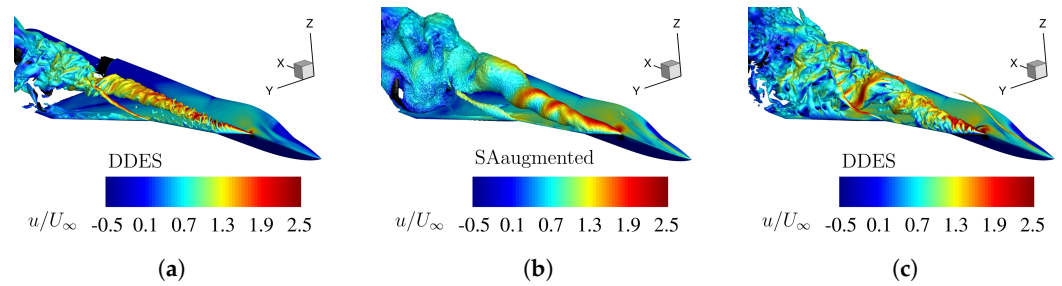 Z
X
Y
DDES
u/U∞ -0.5 0.1 0.7 1.3 1.9 2.5
(a)
Z
X
Y
SAaugmented
u/U∞ -0.5 0.1 0.7 1.3 1.9 2.5
(b)
Z
X
Y
DDES
u/U∞ -0.5 0.1 0.7 1.3 1.9 2.5
(c)